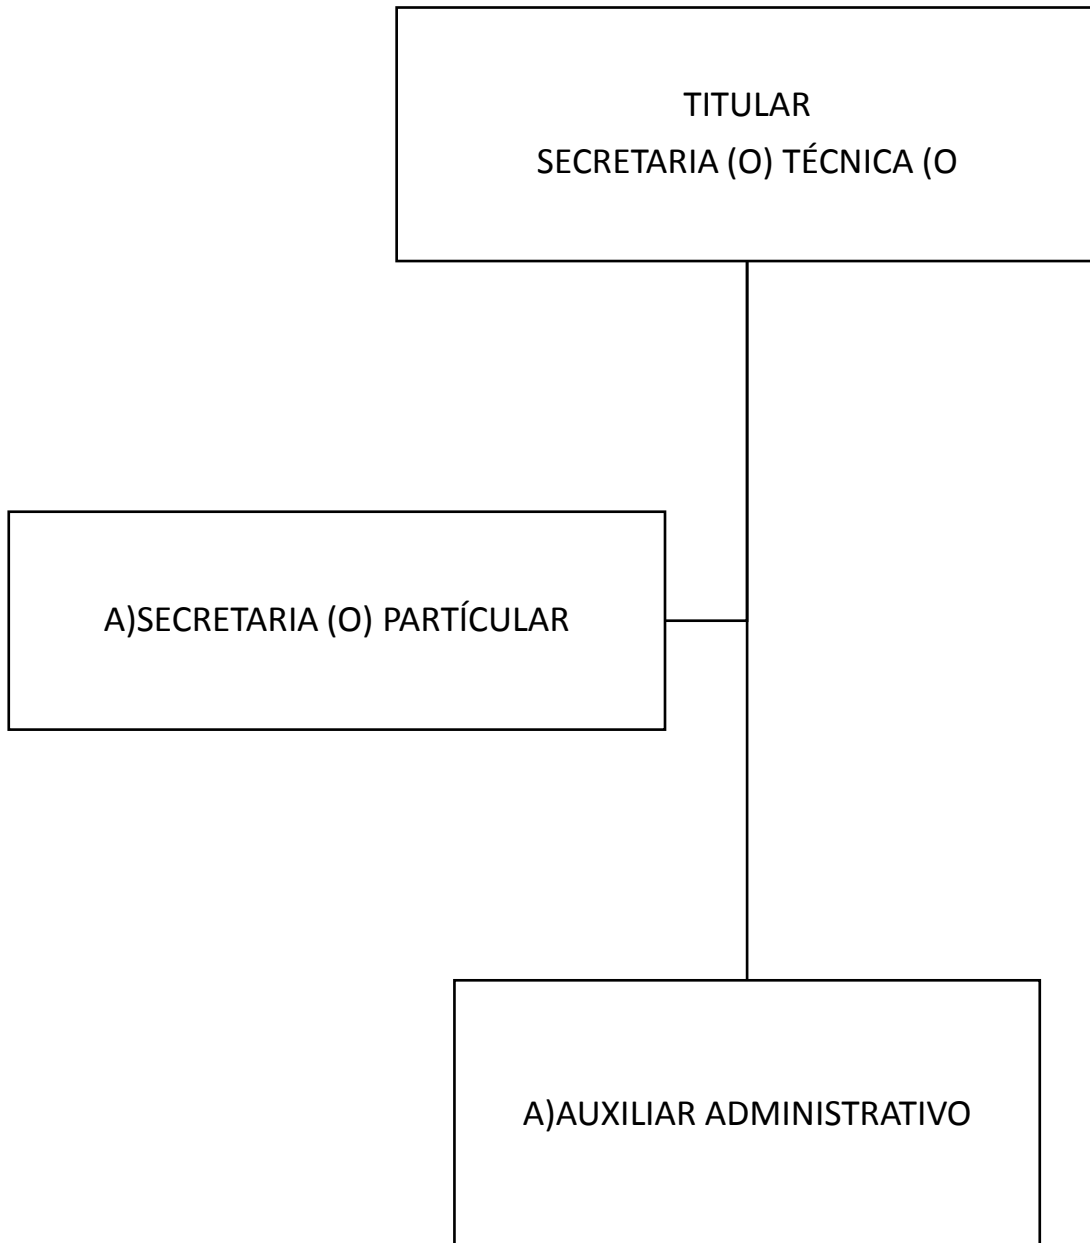 TITULAR
SECRETARIA (O) TÉCNICA (O
A)SECRETARIA (O) PARTÍCULAR
A)AUXILIAR ADMINISTRATIVO